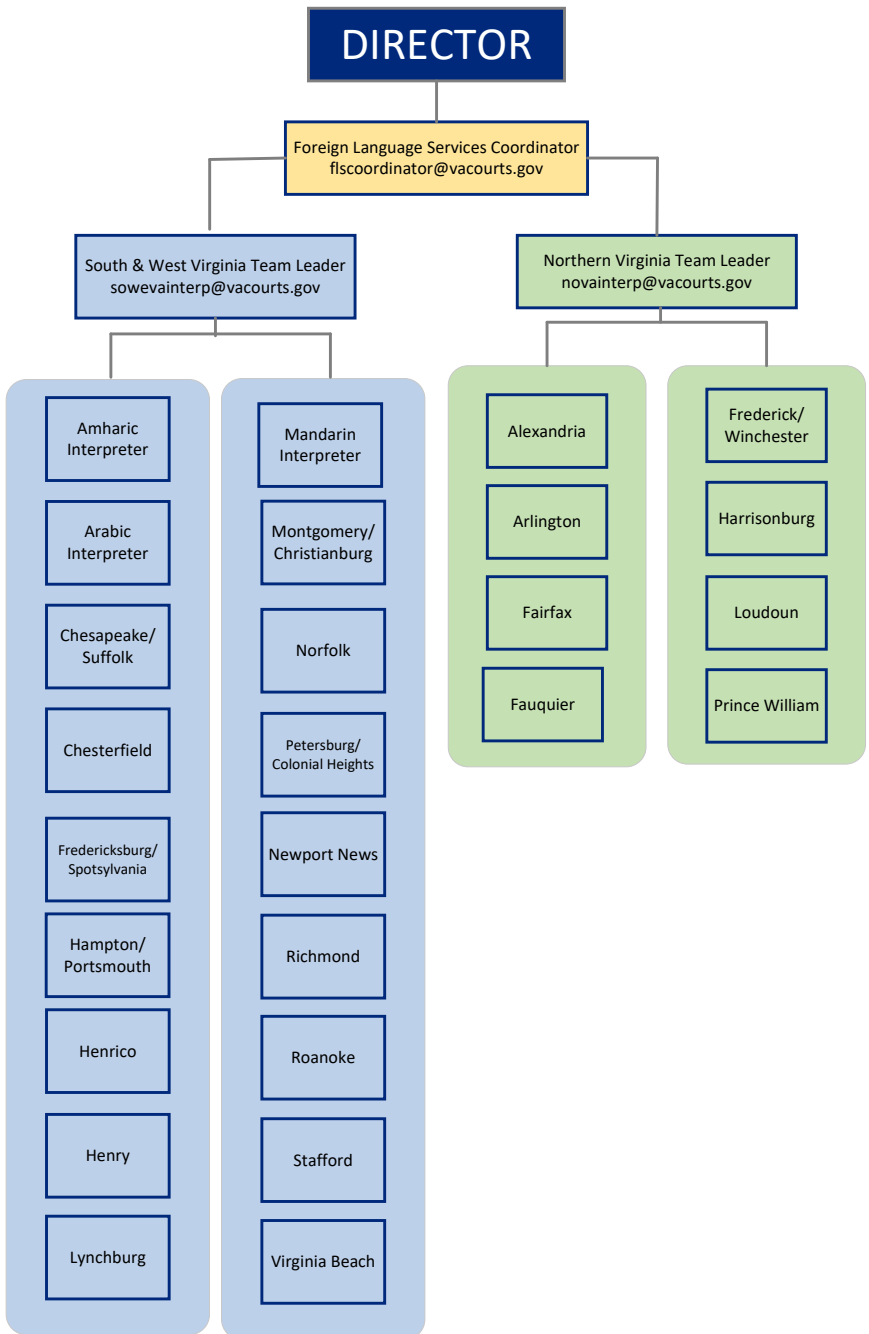 DIRECTOR
Foreign Language Services Coordinator
flscoordinator@vacourts.gov
South & West Virginia Team Leader
sowevainterp@vacourts.gov
Northern Virginia Team Leader
novainterp@vacourts.gov
Amharic
Interpreter
Arabic
Interpreter
Chesapeake/
Suffolk
Chesterfield
Fredericksburg/
Spotsylvania
Hampton/
Portsmouth
Henrico
Henry
Lynchburg
Mandarin
Interpreter
Montgomery/
Christianburg
Norfolk
Petersburg/
Colonial Heights
Newport News
Richmond
Roanoke
Stafford
Virginia Beach
Alexandria
Arlington
Fairfax
Fauquier
Frederick/
Winchester
Harrisonburg
Loudoun
Prince William